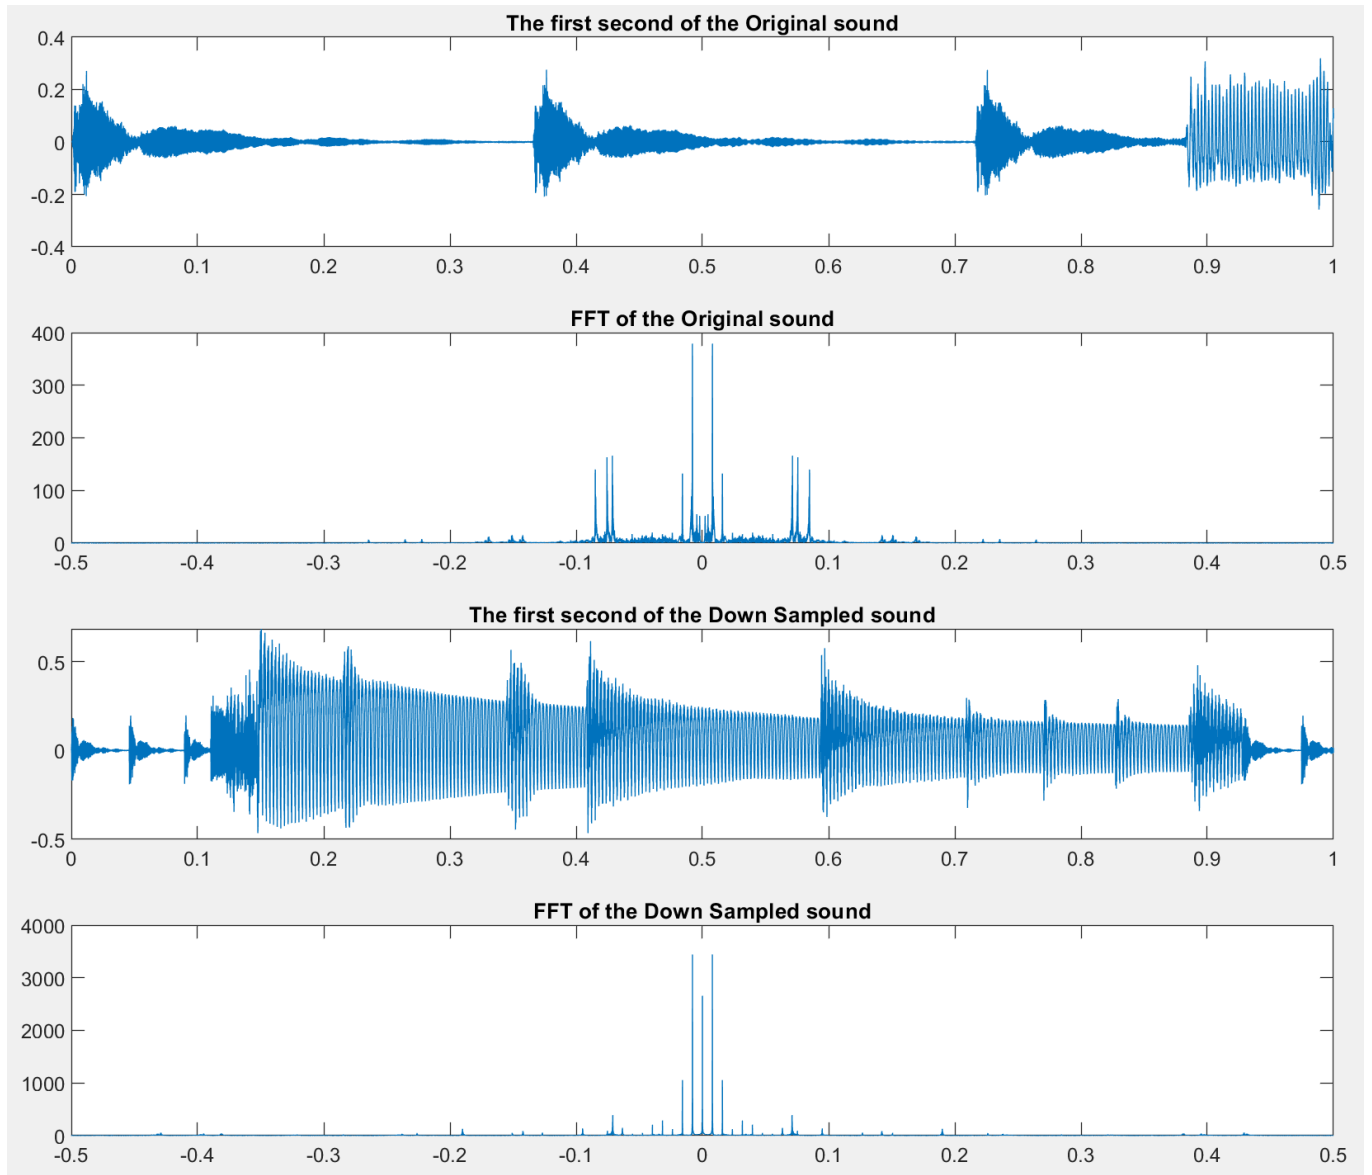 The first second of the Original sound
0.4
0.2
0
-0.2
-0.4
0 0.1 0.2 0.3 0.4 0.5 0.6 0.7 0.8 0.9 1
FFT of the Original sound
400
300
200
100
0
-0.5 -0.4 -0.3 -0.2 -0.1 0 0.1 0.2 0.3 0.4 0.5
The first second of the Down Sampled sound
0.5
0
-0.5
0 0.1 0.2 0.3 0.4 0.5 0.6 0.7 0.8 0.9 1
FFT of the Down Sampled sound
4000
3000
2000
1000
0
-0.5 -0.4 -0.3 -0.2 -0.1 0 0.1 0.2 0.3 0.4 0.5